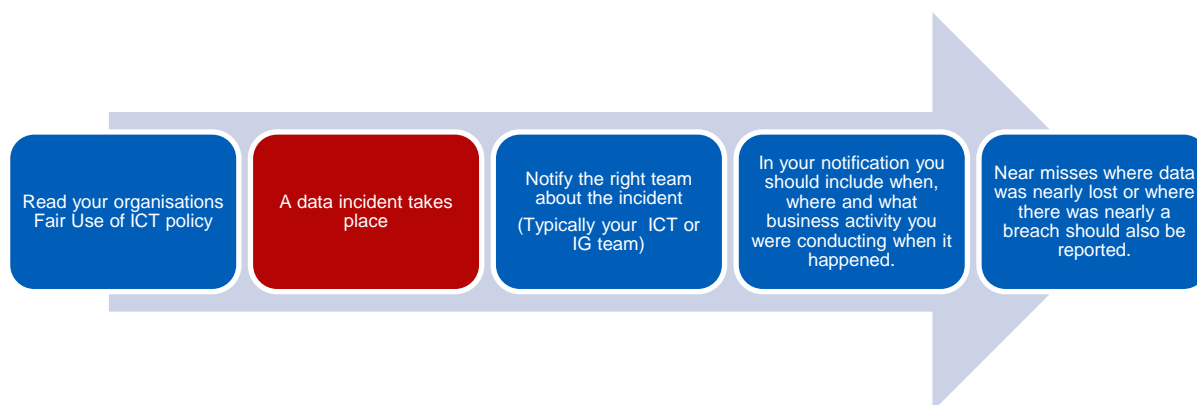 Read your organisations
Fair Use of ICT policy
A data incident takes
place
Notify the right team
about the incident
(Typically your ICT or
IG team)
In your notification you
should include when,
where and what
business activity you
were conducting when it
happened.
Near misses where data
was nearly lost or where
there was nearly a
breach should also be
reported.